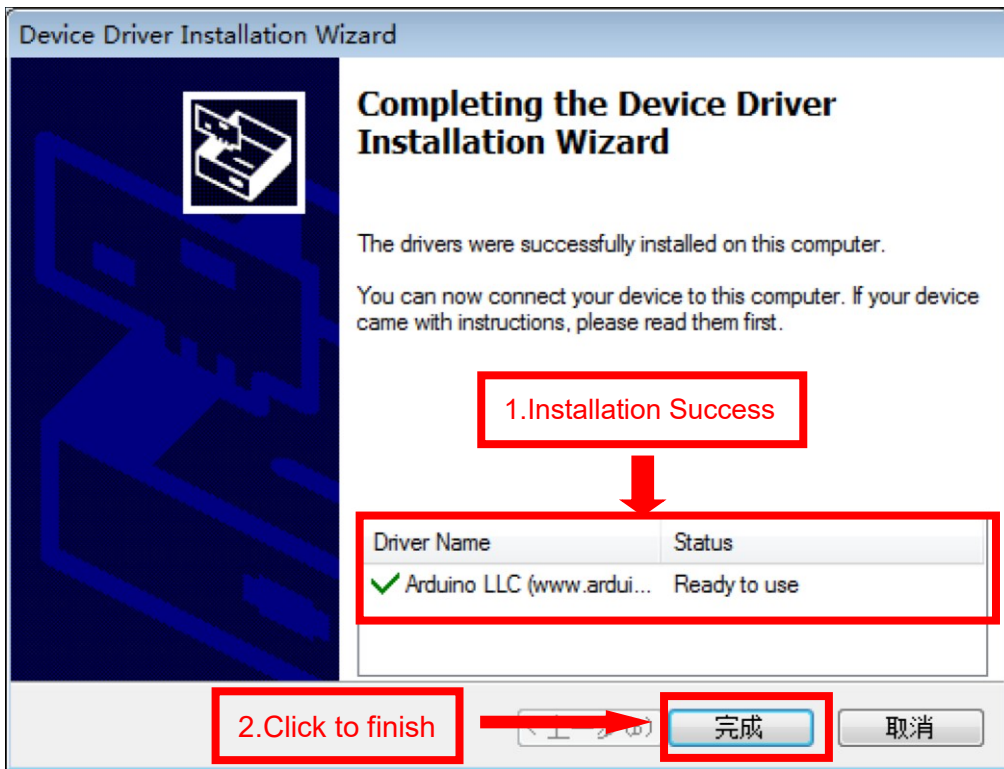 Device Driver Installation Wizard
Completing the Device Driver
Installation Wizard
The drivers were successfully installed on this computer.
You can now connect your device to this computer. If your device
came with instructions, please read them first.
1.Installation Success
Driver Name Status
Arduino LLC (www.ardui... Ready to use
2.Click to finish
完成 取消